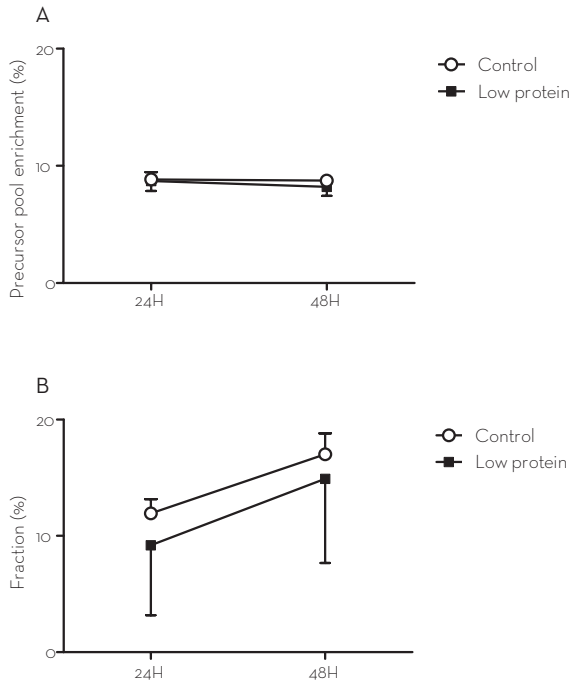 A
20
10
0
Precursor pool enrichment (%)
24H
48H
Control
Low protein
B
20
10
0
Fraction (%)
24H
48H
Control
Low protein